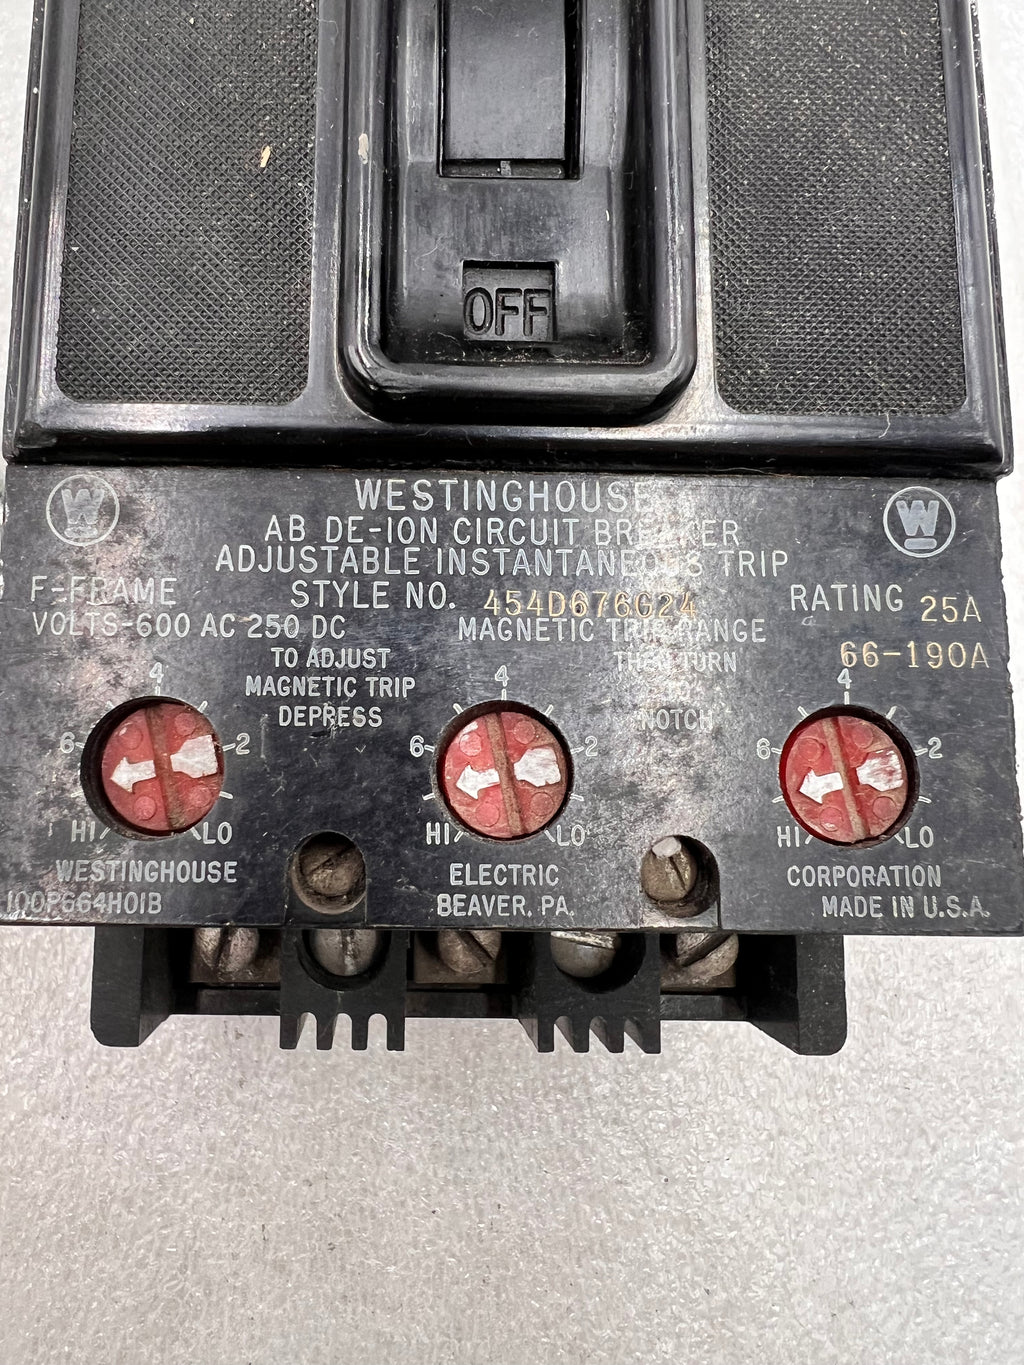 OFF
W
W
WESTINGHOUSE
AB DE-ION CIRCUIT BREAKER
ADJUSTABLE INSTANTANEOUS TRIP
F-FRAME STYLE NO. 454D676G24 RATING 25A
VOLTS-600 AC-250 DC MAGNETIC TRIP RANGE 66-190A
TO ADJUST THEN TURN
MAGNETIC TRIP TO
DEPRESS NOTCH
4 4 4
6 2 6 2 6 2
HI LO HI LO HI LO
WESTINGHOUSE ELECTRIC CORPORATION
100P664H01B BEAVER, PA. MADE IN U.S.A.